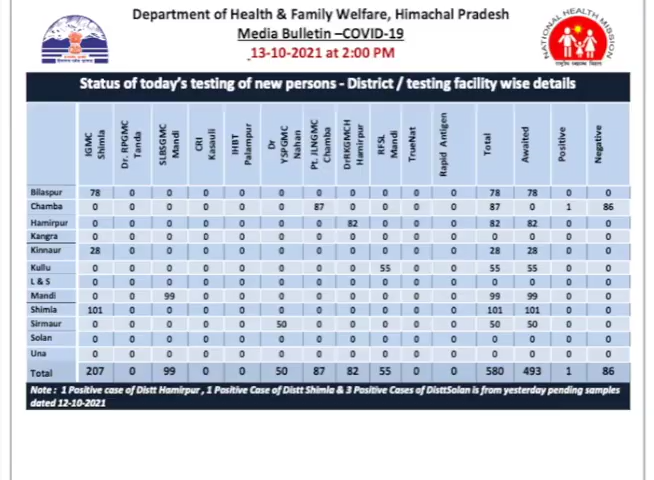 Department of Health & Family Welfare, Himachal Pradesh
Media Bulletin –COVID-19
13-10-2021 at 2:00 PM
NATIONAL HEALTH MISSION
Status of today's testing of new persons - District / testing facility wise details
IGMC Shimla Dr. RPGMC Tanda SLBSGMC Mandi CRI Kasauli IHBT Palampur Dr YSPGMC Nahan Pt. JLNGMC Chamba DrRKGMCH Hamirpur RFSL Mandi TrueNat Rapid Antigen Total Awaited Positive Negative
Bilaspur 78 0 0 0 0 0 0 0 0 0 0 78 78 0 0
Chamba 0 0 0 0 0 0 87 0 0 0 0 87 0 1 86
Hamirpur 0 0 0 0 0 0 0 82 0 0 0 82 82 0 0
Kangra 0 0 0 0 0 0 0 0 0 0 0 0 0 0 0
Kinnaur 28 0 0 0 0 0 0 0 0 0 0 28 28 0 0
Kullu 0 0 0 0 0 0 0 0 55 0 0 55 55 0 0
L & S 0 0 0 0 0 0 0 0 0 0 0 0 0 0 0
Mandi 0 0 99 0 0 0 0 0 0 0 0 99 99 0 0
Shimla 101 0 0 0 0 0 0 0 0 0 0 101 101 0 0
Sirmaur 0 0 0 0 0 50 0 0 0 0 0 50 50 0 0
Solan 0 0 0 0 0 0 0 0 0 0 0 0 0 0 0
Una 0 0 0 0 0 0 0 0 0 0 0 0 0 0 0
Total 207 0 99 0 0 50 87 82 55 0 0 580 493 1 86
Note : 1 Positive case of Distt Hamirpur , 1 Positive Case of Distt Shimla & 3 Positive Cases of DisttSolan is from yesterday pending samples
dated 12-10-2021